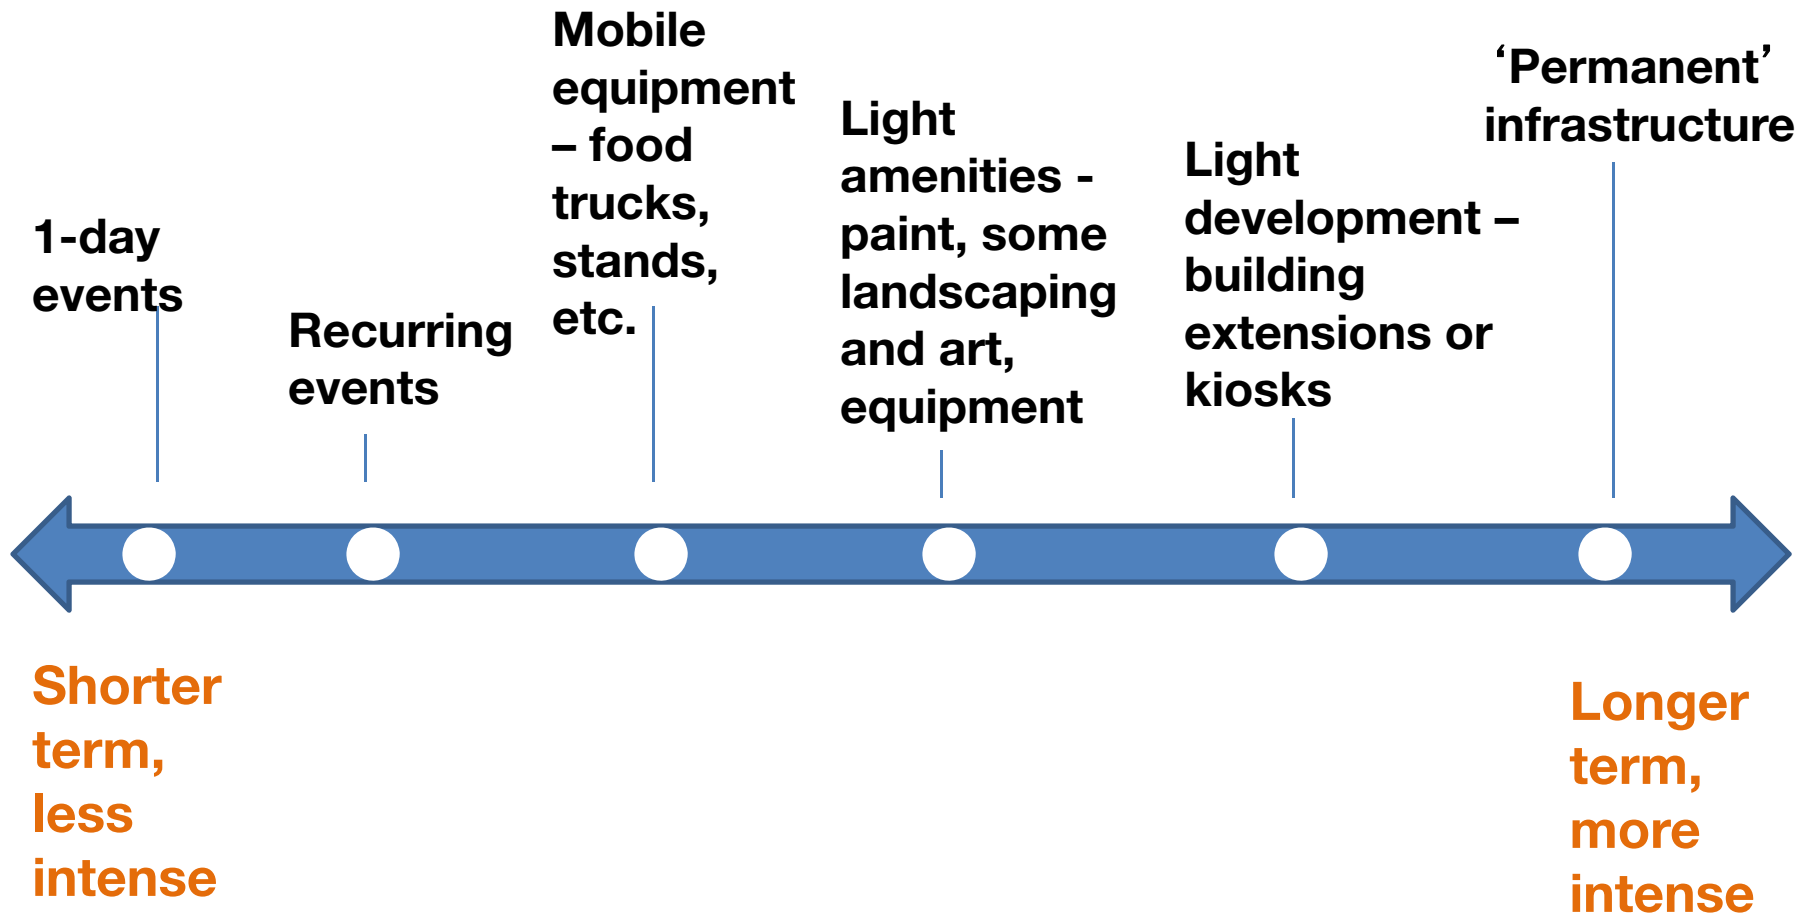 1-day
events
Recurring
events
Mobile
equipment
– food
trucks,
stands,
etc.
Light
amenities -
paint, some
landscaping
and art,
equipment
Light
development –
building
extensions or
kiosks
‘Permanent’
infrastructure
Shorter
term,
less
intense
Longer
term,
more
intense